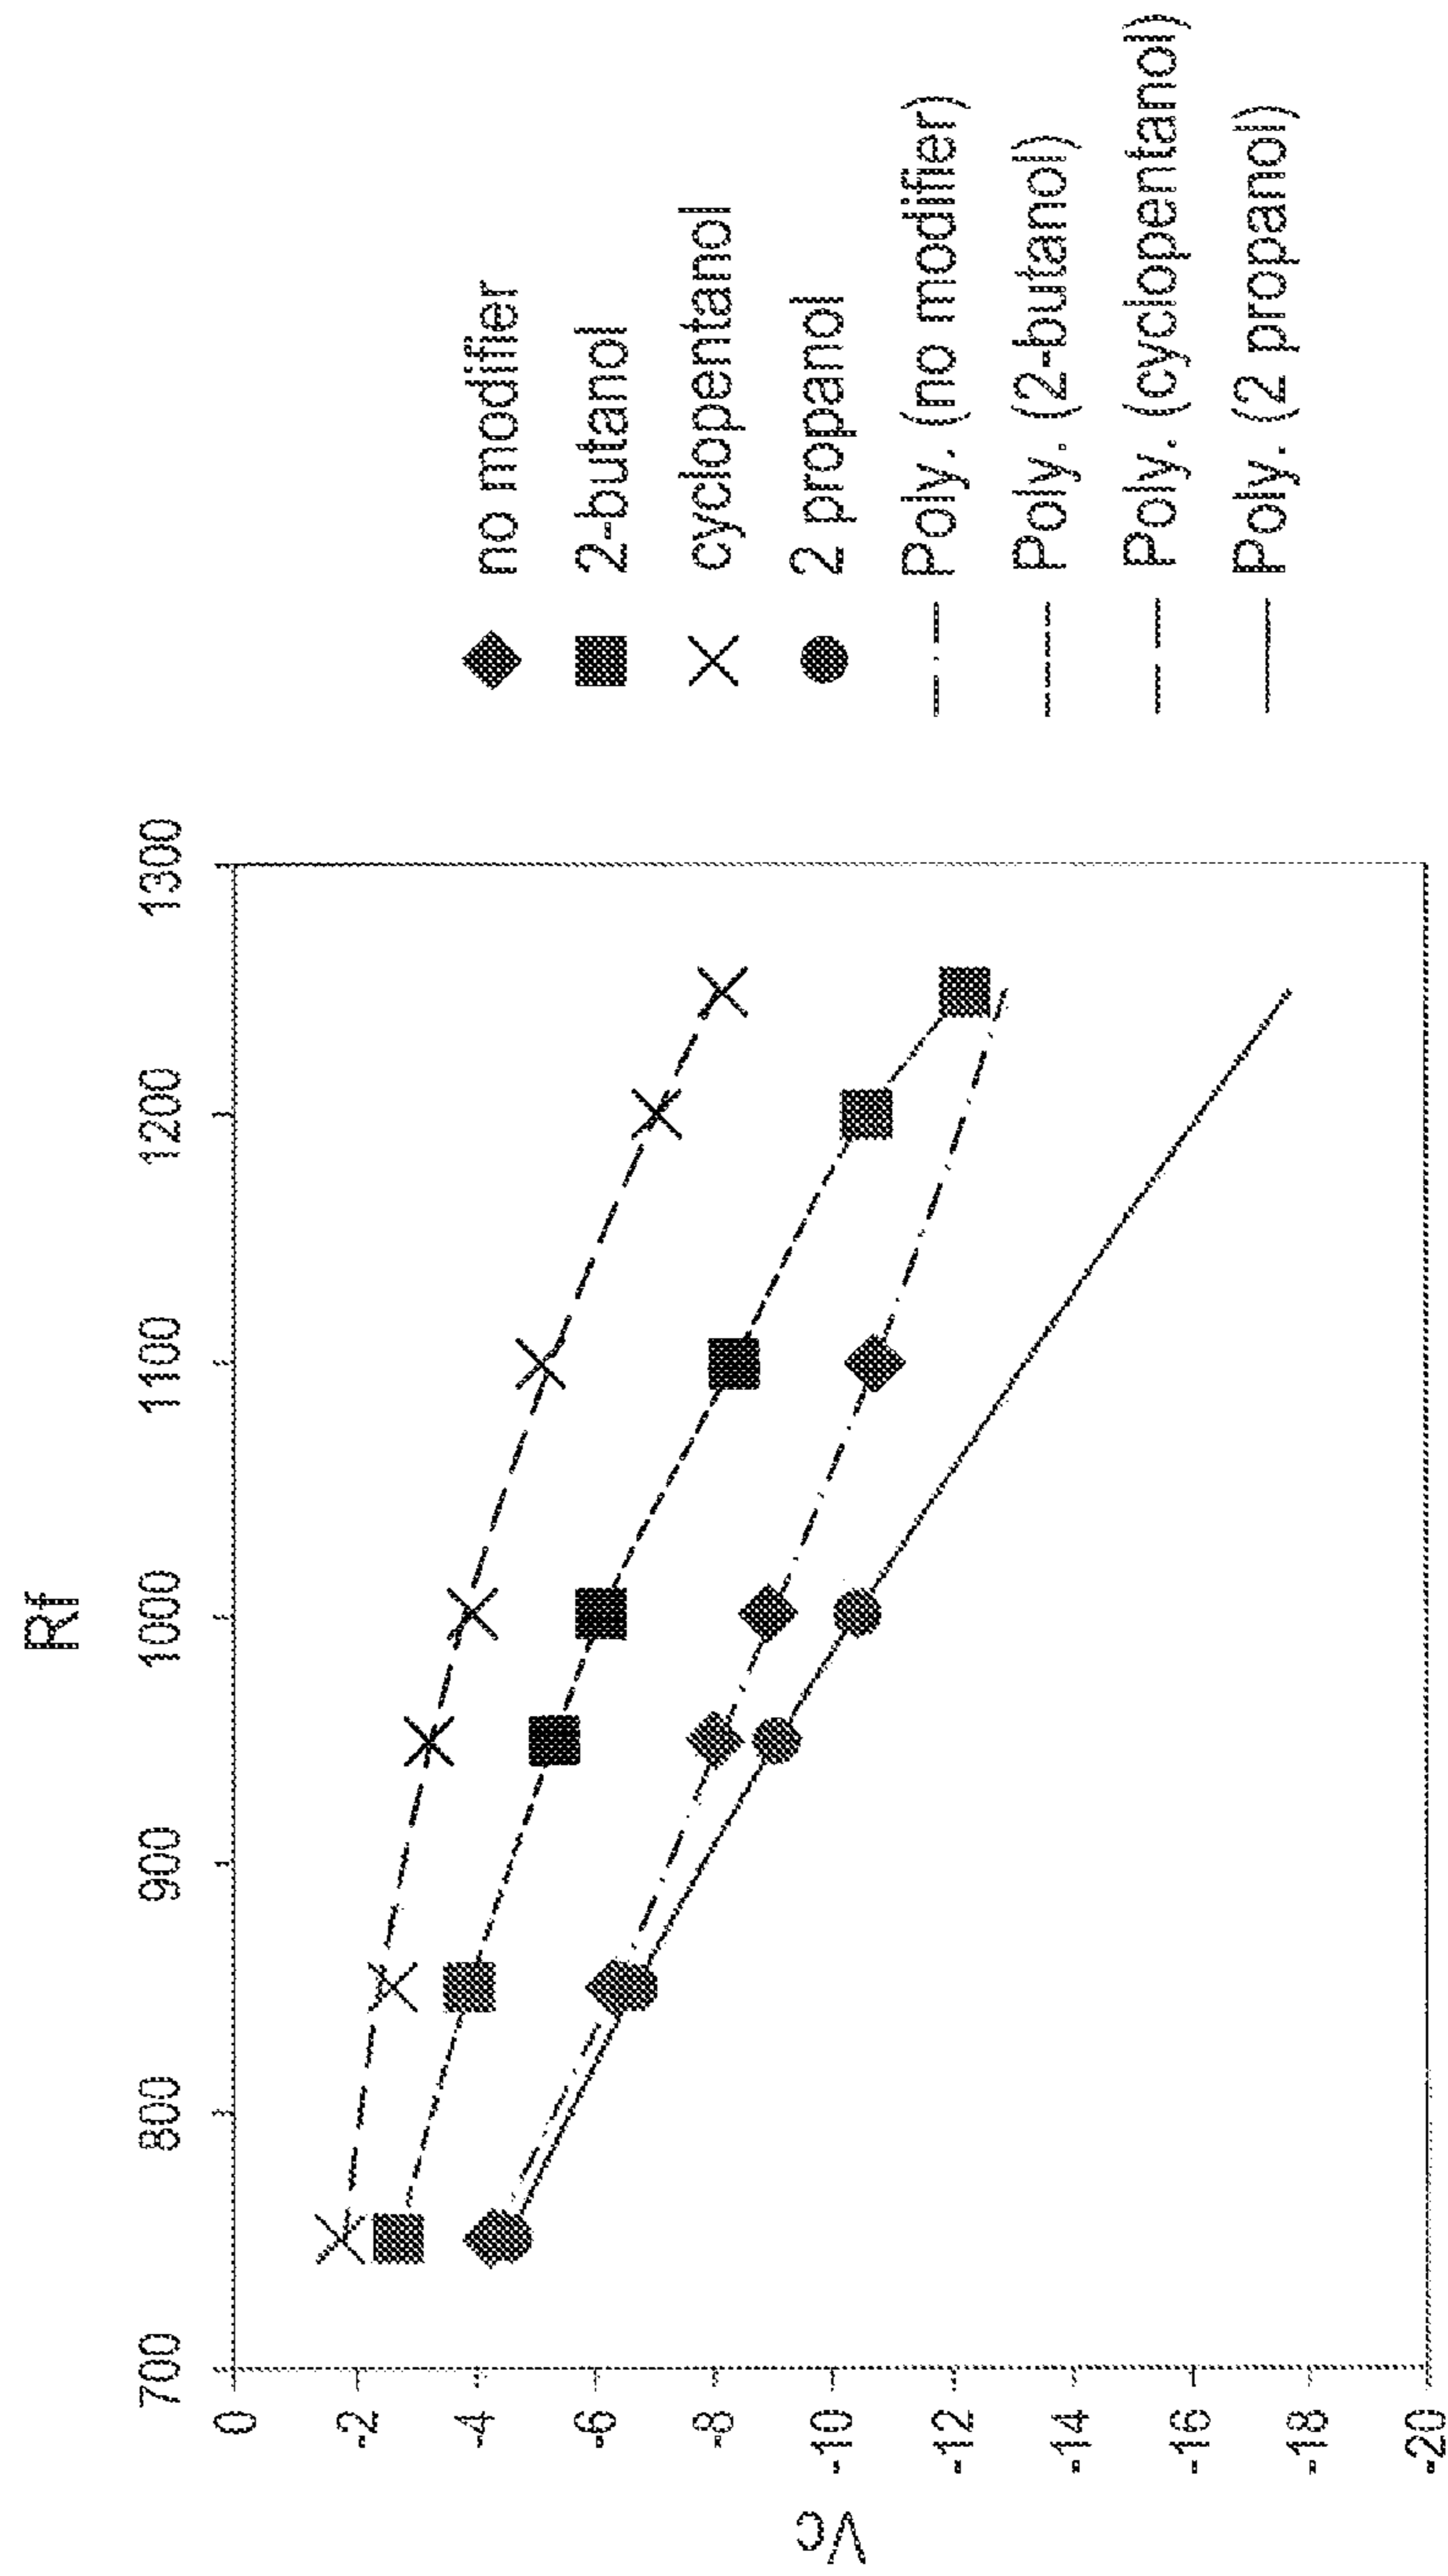 Rf
700 800 900 1000 1100 1200 1300
0
-2
-4
-6
-8
-10
-12
-14
-16
-18
-20
Vc
no modifier
2-butanol
cyclopentanol
2 propanol
Poly. (no modifier)
Poly. (2-butanol)
Poly. (cyclopentanol)
Poly. (2 propanol)